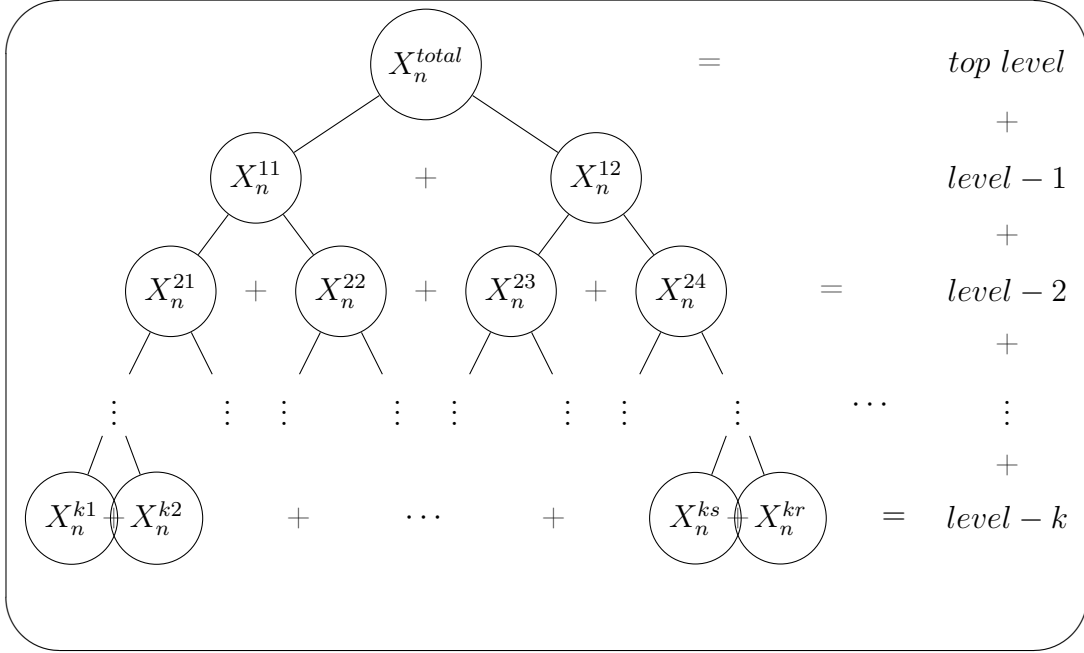 X_n^{total} = top level
+
X_n^{11} + X_n^{12} level − 1
+
X_n^{21} + X_n^{22} + X_n^{23} + X_n^{24} = level − 2
+
⋮ ⋮ ⋮ ⋮ ⋮ ⋮ ⋮ ⋮ ⋯ ⋮
+
X_n^{k1} + X_n^{k2} + ⋯ + X_n^{ks} + X_n^{kr} = level − k